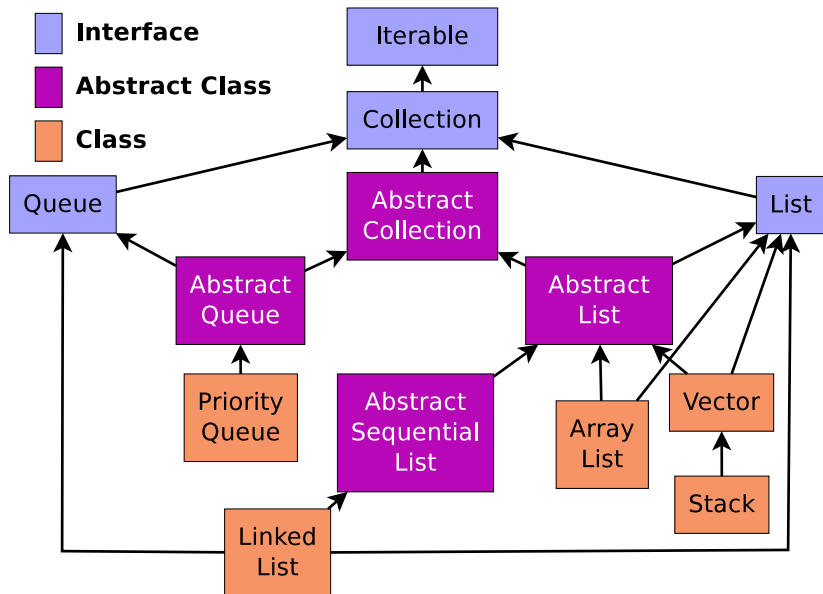 Interface
Abstract Class
Class
Iterable
Collection
Queue
Abstract
Collection
List
Abstract
Queue
Abstract
List
Priority
Queue
Abstract
Sequential
List
Array
List
Vector
Stack
Linked
List